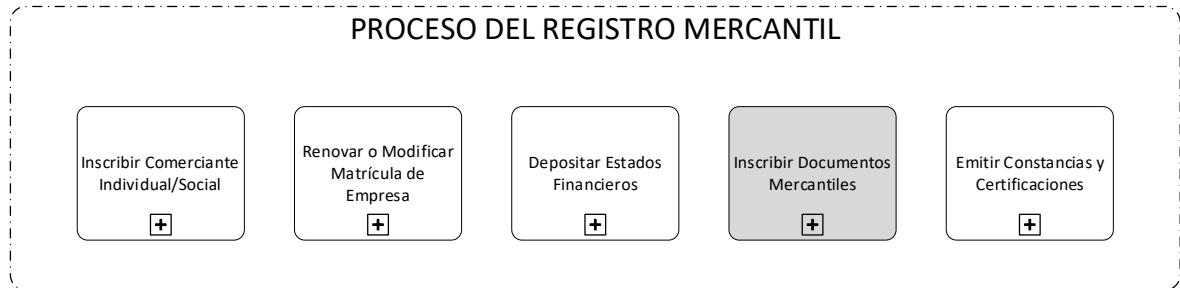 PROCESO DEL REGISTRO MERCANTIL
Inscribir Comerciante
Individual/Social
Renovar o Modificar
Matrícula de
Empresa
Depositar Estados
Financieros
Inscribir Documentos
Mercantiles
Emitir Constancias y
Certificaciones